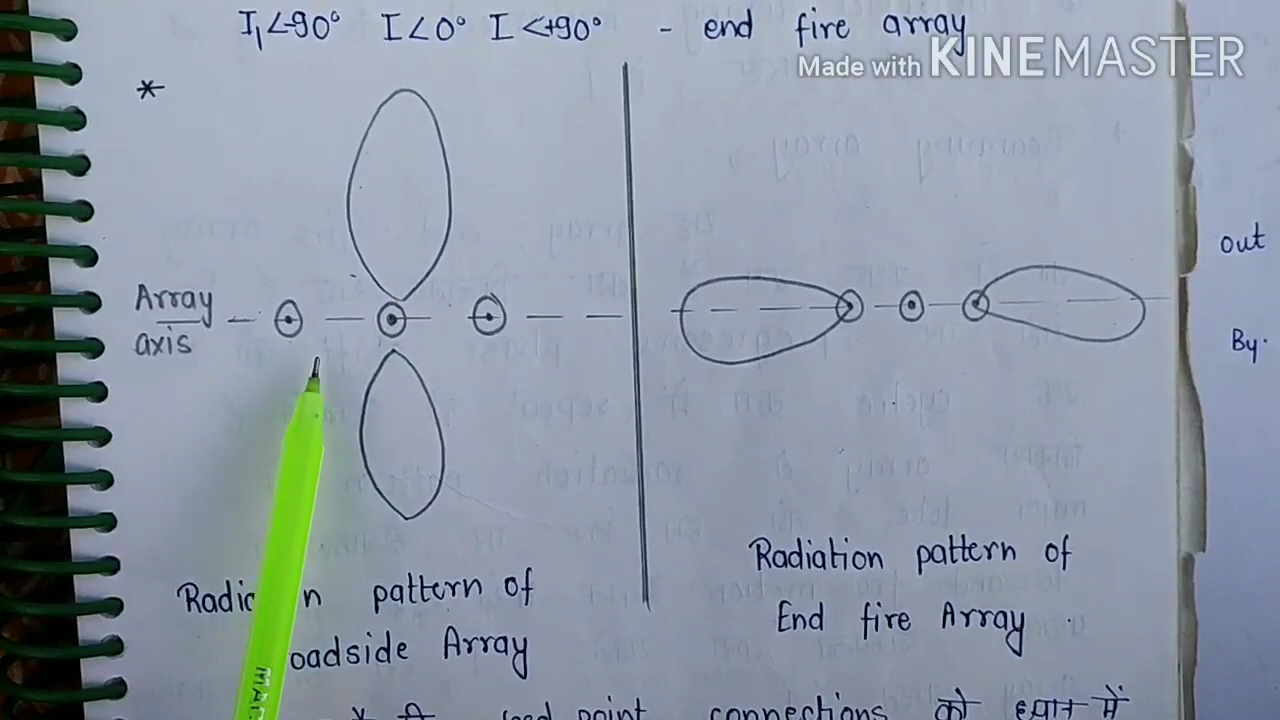 I₁∠-90° I∠0° I∠+90° - end fire array
Made with KINEMASTER
*
Array
axis
out
By.
Radiation pattern of
End fire Array
pattern of
oadside Array
connections को ध्यान में